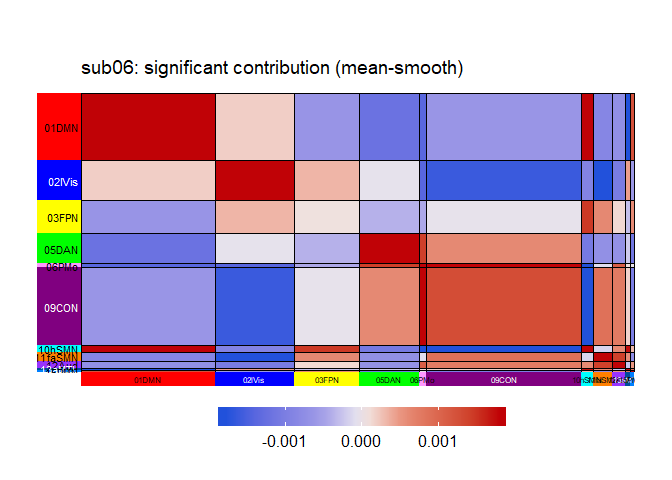 sub06: significant contribution (mean-smooth)
01DMN
02lVis
03FPN
05DAN
06PMo
09CON
10hSMN
01DMN
02lVis
03FPN
05DAN
06PMo
09CON
-0.001
0.000
0.001